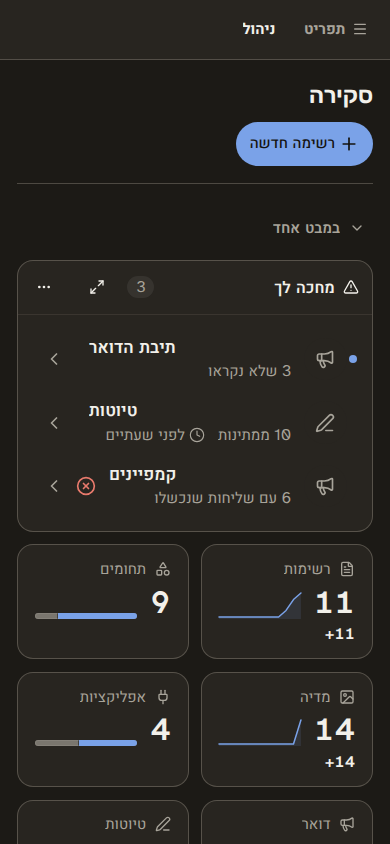 תפריט
ניהול
סקירה
רשימה חדשה
במבט אחד
מחכה לך
3
תיבת הדואר
3 שלא נקראו
טיוטות
10 ממתינות
לפני שעתיים
קמפיינים
6 עם שליחות שנכשלו
רשימות
11
+11
תחומים
9
מדיה
14
+14
אפליקציות
4
דואר
טיוטות